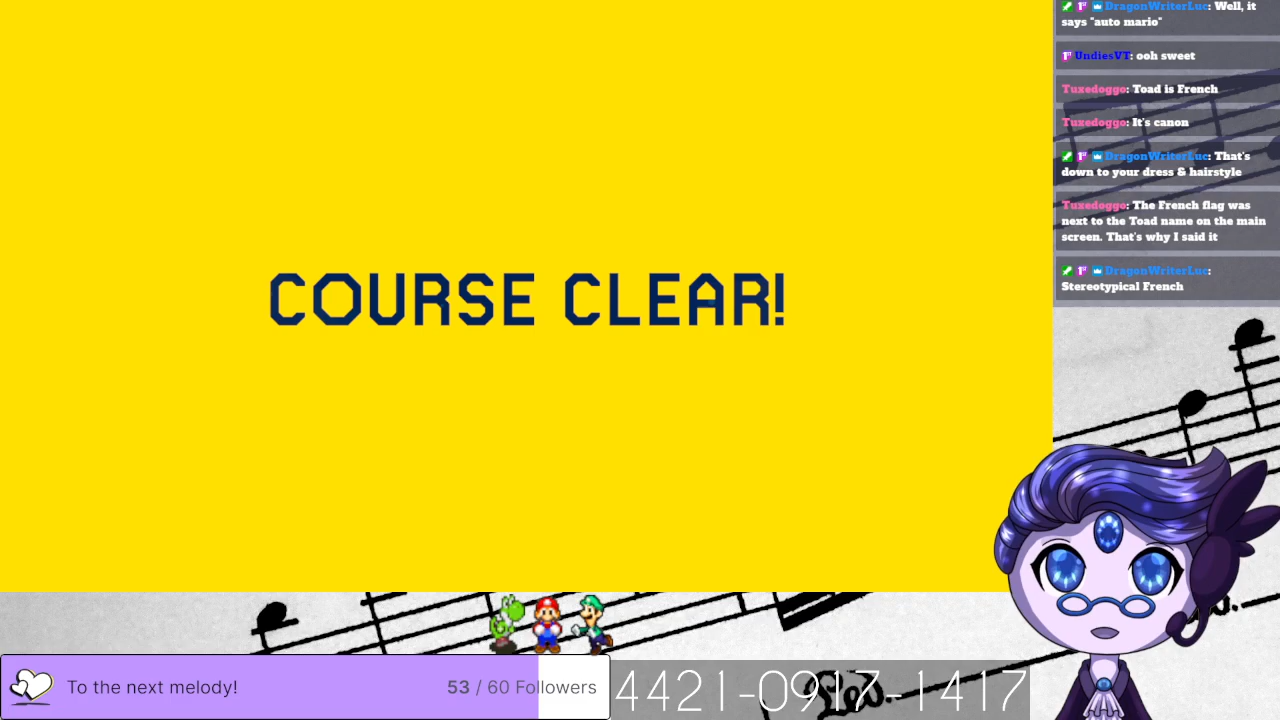 COURSE CLEAR!
DragonWriterLuc: Well, it
says "auto mario"
UndiesVT: ooh sweet
Tuxedoggo: Toad is French
Tuxedoggo: It's canon
DragonWriterLuc: That's
down to your dress & hairstyle
Tuxedoggo: The French flag was
next to the Toad name on the main
screen. That's why I said it
DragonWriterLuc:
Stereotypical French
To the next melody!
53 / 60 Followers
4421-0917-1417